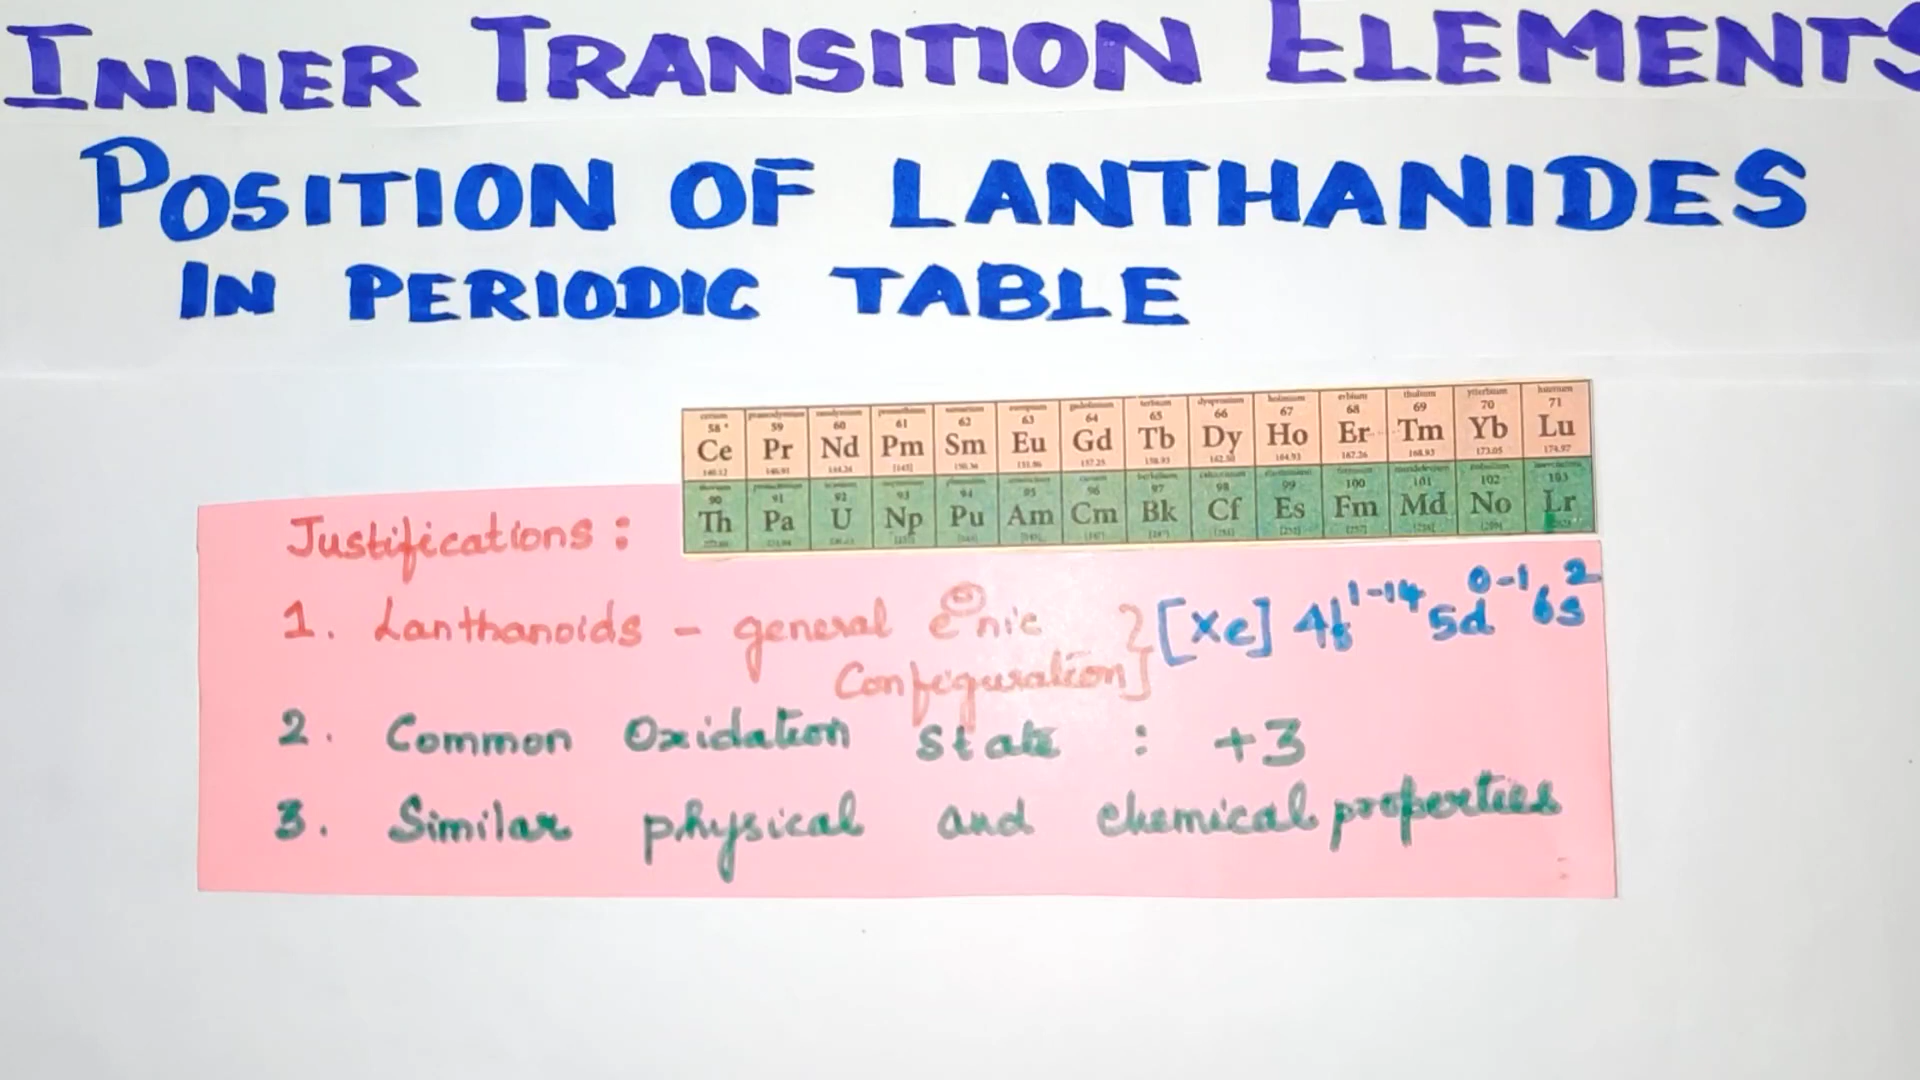 INNER TRANSITION ELEMENTS
POSITION OF LANTHANIDES
IN PERIODIC TABLE
58 * 59 60 61 62 63 64 65 66 67 68 69 70 71
Ce Pr Nd Pm Sm Eu Gd Tb Dy Ho Er Tm Yb Lu
90 91 92 93 94 95 96 97 98 99 100 101 102 103
Th Pa U Np Pu Am Cm Bk Cf Es Fm Md No Lr
Justifications :
1. Lanthanoids - general e⊖nic } [Xe] 4f¹⁻¹⁴ 5d⁰⁻¹ 6s²
Configuration
2. Common Oxidation state : +3
3. Similar physical and chemical properties